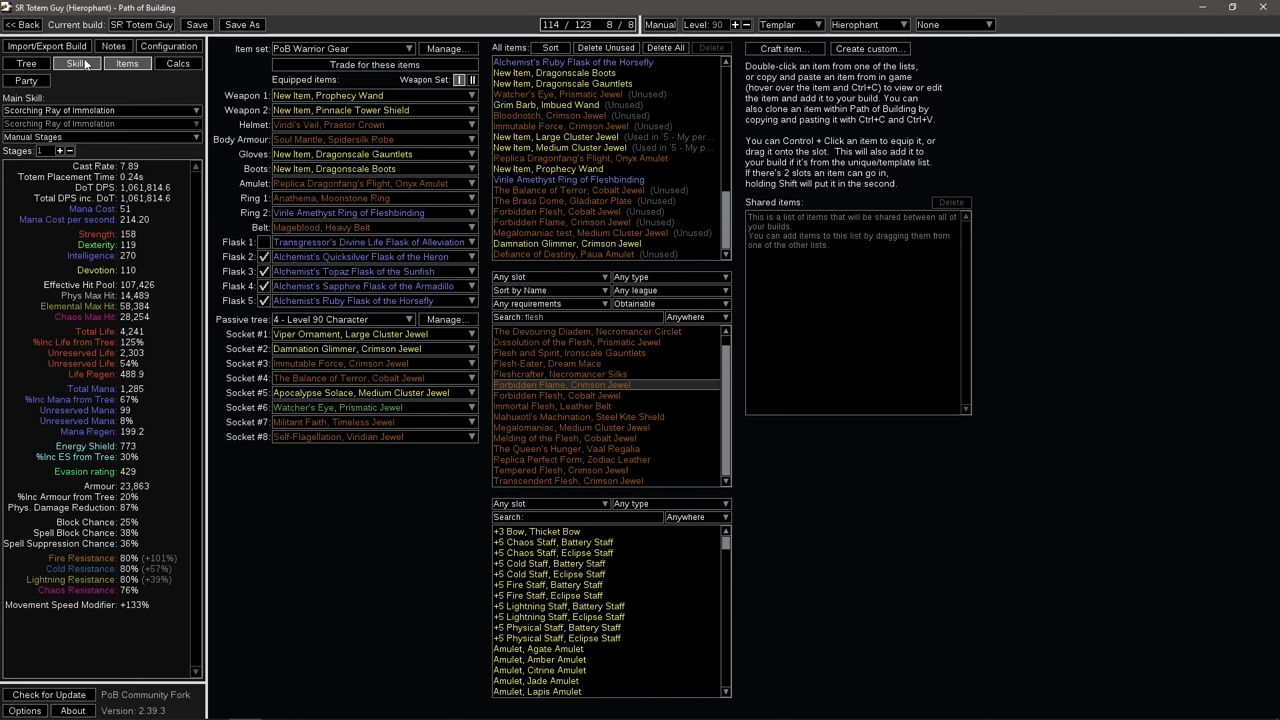 SR Totem Guy (Hierophant) - Path of Building
<< Back
Current build:
SR Totem Guy
Save
Save As
114 / 123   8 / 8
Manual
Level: 90
Templar
Hierophant
None
Import/Export Build
Notes
Configuration
Tree
Skills
Items
Calcs
Party
Main Skill:
Scorching Ray of Immolation
Scorching Ray of Immolation
Manual Stages
Stages: 1
Cast Rate: 7.89
Totem Placement Time: 0.24s
DoT DPS: 1,061,814.6
Total DPS inc. DoT: 1,061,814.6
Mana Cost: 51
Mana Cost per second: 214.20
Strength: 158
Dexterity: 119
Intelligence: 270
Devotion: 110
Effective Hit Pool: 107,426
Phys Max Hit: 14,489
Elemental Max Hit: 58,384
Chaos Max Hit: 28,254
Total Life: 4,241
%Inc Life from Tree: 125%
Unreserved Life: 2,303
Unreserved Life: 54%
Life Regen: 488.9
Total Mana: 1,285
%Inc Mana from Tree: 67%
Unreserved Mana: 99
Unreserved Mana: 8%
Mana Regen: 199.2
Energy Shield: 773
%Inc ES from Tree: 30%
Evasion rating: 429
Armour: 23,863
%Inc Armour from Tree: 20%
Phys. Damage Reduction: 87%
Block Chance: 25%
Spell Block Chance: 38%
Spell Suppression Chance: 36%
Fire Resistance: 80% (+101%)
Cold Resistance: 80% (+57%)
Lightning Resistance: 80% (+39%)
Chaos Resistance: 76%
Movement Speed Modifier: +133%
Check for Update
PoB Community Fork
Options
About
Version: 2.39.3
Item set: PoB Warrior Gear
Manage...
Trade for these items
Equipped items:
Weapon Set: I II
Weapon 1: New Item, Prophecy Wand
Weapon 2: New Item, Pinnacle Tower Shield
Helmet: Viridi's Veil, Praetor Crown
Body Armour: Soul Mantle, Spidersilk Robe
Gloves: New Item, Dragonscale Gauntlets
Boots: New Item, Dragonscale Boots
Amulet: Replica Dragonfang's Flight, Onyx Amulet
Ring 1: Anathema, Moonstone Ring
Ring 2: Virile Amethyst Ring of Fleshbinding
Belt: Mageblood, Heavy Belt
Flask 1: Transgressor's Divine Life Flask of Alleviation
Flask 2: Alchemist's Quicksilver Flask of the Heron
Flask 3: Alchemist's Topaz Flask of the Sunfish
Flask 4: Alchemist's Sapphire Flask of the Armadillo
Flask 5: Alchemist's Ruby Flask of the Horsefly
Passive tree: 4 - Level 90 Character
Manage...
Socket #1: Viper Ornament, Large Cluster Jewel
Socket #2: Damnation Glimmer, Crimson Jewel
Socket #3: Immutable Force, Crimson Jewel
Socket #4: The Balance of Terror, Cobalt Jewel
Socket #5: Apocalypse Solace, Medium Cluster Jewel
Socket #6: Watcher's Eye, Prismatic Jewel
Socket #7: Militant Faith, Timeless Jewel
Socket #8: Self-Flagellation, Viridian Jewel
All items:
Sort
Delete Unused
Delete All
Delete
Alchemist's Ruby Flask of the Horsefly
New Item, Dragonscale Boots
New Item, Dragonscale Gauntlets
Watcher's Eye, Prismatic Jewel (Unused)
Grim Barb, Imbued Wand (Unused)
Bloodnotch, Crimson Jewel (Unused)
Immutable Force, Crimson Jewel (Unused)
New Item, Large Cluster Jewel (Used in '5 - My per...
New Item, Medium Cluster Jewel (Used in '5 - My p...
Replica Dragonfang's Flight, Onyx Amulet
New Item, Prophecy Wand
Virile Amethyst Ring of Fleshbinding
The Balance of Terror, Cobalt Jewel (Unused)
The Brass Dome, Gladiator Plate (Unused)
Forbidden Flesh, Cobalt Jewel (Unused)
Forbidden Flame, Crimson Jewel (Unused)
Megalomaniac test, Medium Cluster Jewel (Unused)
Damnation Glimmer, Crimson Jewel
Defiance of Destiny, Paua Amulet (Unused)
Any slot
Any type
Sort by Name
Any league
Any requirements
Obtainable
Search: flesh
Anywhere
The Devouring Diadem, Necromancer Circlet
Dissolution of the Flesh, Prismatic Jewel
Flesh and Spirit, Ironscale Gauntlets
Flesh-Eater, Dream Mace
Fleshcrafter, Necromancer Silks
Forbidden Flame, Crimson Jewel
Forbidden Flesh, Cobalt Jewel
Immortal Flesh, Leather Belt
Mahuxotl's Machination, Steel Kite Shield
Megalomaniac, Medium Cluster Jewel
Melding of the Flesh, Cobalt Jewel
The Queen's Hunger, Vaal Regalia
Replica Perfect Form, Zodiac Leather
Tempered Flesh, Crimson Jewel
Transcendent Flesh, Crimson Jewel
Any slot
Any type
Search:
Anywhere
+3 Bow, Thicket Bow
+5 Chaos Staff, Battery Staff
+5 Chaos Staff, Eclipse Staff
+5 Cold Staff, Battery Staff
+5 Cold Staff, Eclipse Staff
+5 Fire Staff, Battery Staff
+5 Fire Staff, Eclipse Staff
+5 Lightning Staff, Battery Staff
+5 Lightning Staff, Eclipse Staff
+5 Physical Staff, Battery Staff
+5 Physical Staff, Eclipse Staff
Amulet, Agate Amulet
Amulet, Amber Amulet
Amulet, Citrine Amulet
Amulet, Jade Amulet
Amulet, Lapis Amulet
Craft item...
Create custom...
Double-click an item from one of the lists,
or copy and paste an item from in game
(hover over the item and Ctrl+C) to view or edit
the item and add it to your build. You can
also clone an item within Path of Building by
copying and pasting it with Ctrl+C and Ctrl+V.
You can Control + Click an item to equip it, or
drag it onto the slot. This will also add it to
your build if it's from the unique/template list.
If there's 2 slots an item can go in,
holding Shift will put it in the second.
Shared items:
Delete
This is a list of items that will be shared between all of
your builds.
You can add items to this list by dragging them from
one of the other lists.